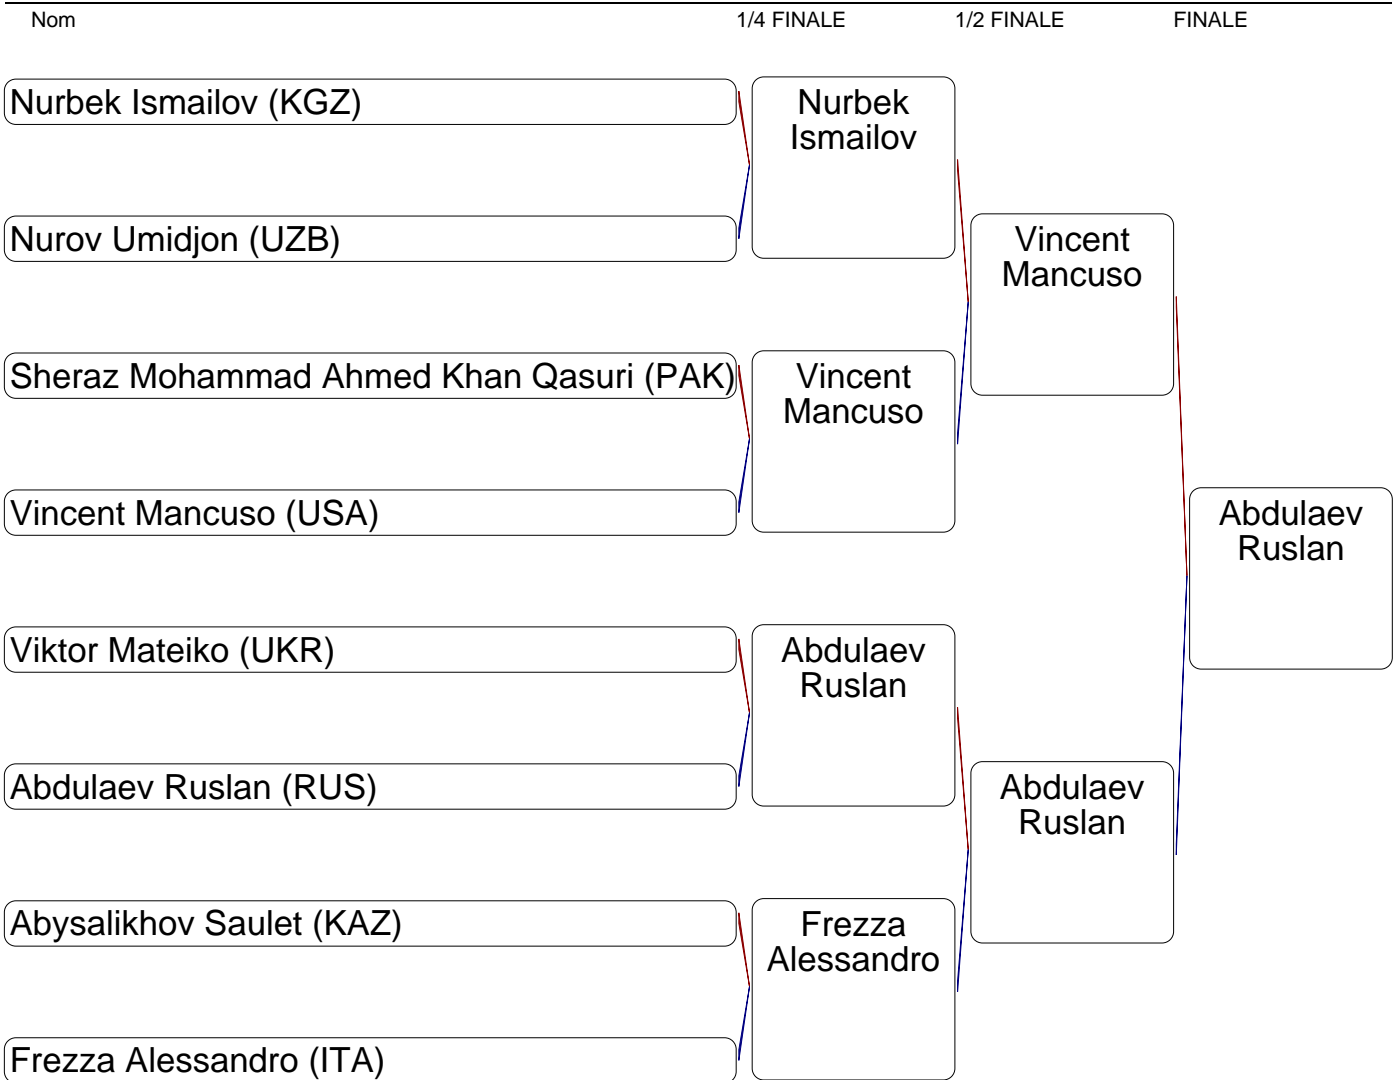 Nom 1/4 FINALE 1/2 FINALE FINALE
Nurbek Ismailov (KGZ)
Nurbek
Ismailov
Nurov Umidjon (UZB)
Vincent
Mancuso
Sheraz Mohammad Ahmed Khan Qasuri (PAK)
Vincent
Mancuso
Vincent Mancuso (USA)
Abdulaev
Ruslan
Viktor Mateiko (UKR)
Abdulaev
Ruslan
Abdulaev Ruslan (RUS)
Abdulaev
Ruslan
Abysalikhov Saulet (KAZ)
Frezza
Alessandro
Frezza Alessandro (ITA)